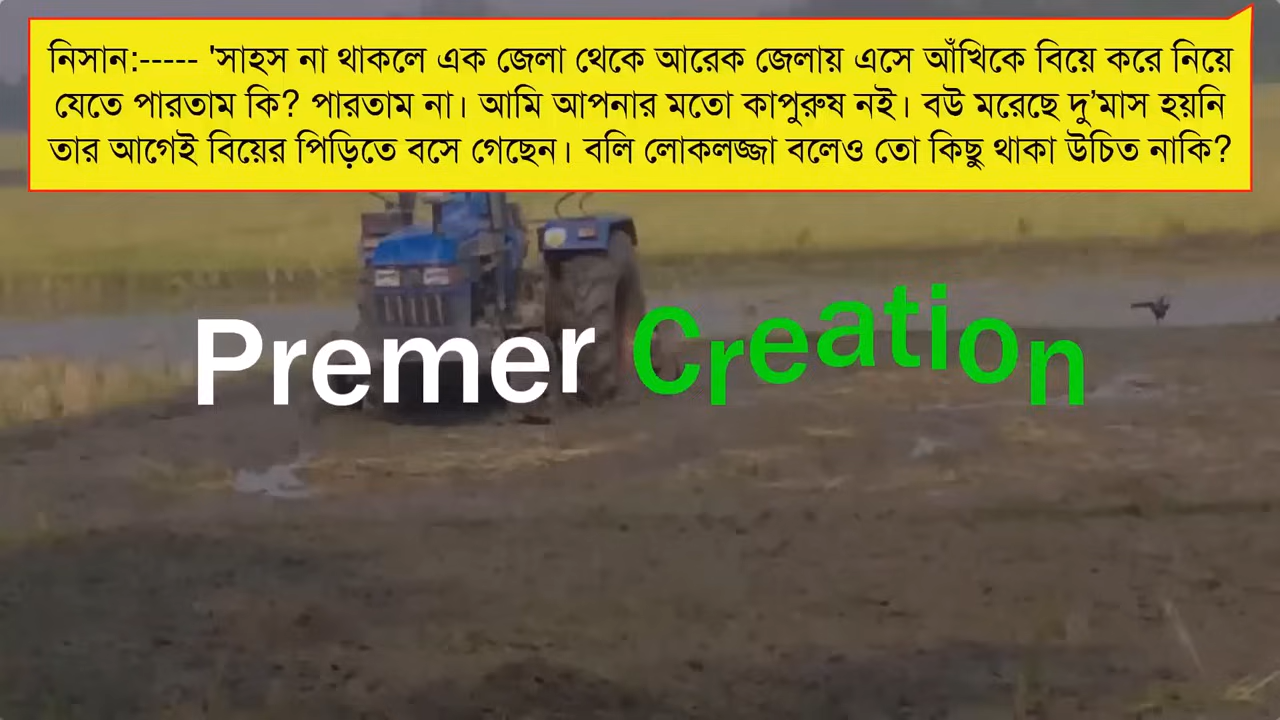 নিসান:----- 'সাহস না থাকলে এক জেলা থেকে আরেক জেলায় এসে আঁখিকে বিয়ে করে নিয়ে
যেতে পারতাম কি? পারতাম না। আমি আপনার মতো কাপুরুষ নই। বউ মরেছে দু’মাস হয়নি
তার আগেই বিয়ের পিড়িতে বসে গেছেন। বলি লোকলজ্জা বলেও তো কিছু থাকা উচিত নাকি?
Premer Creation